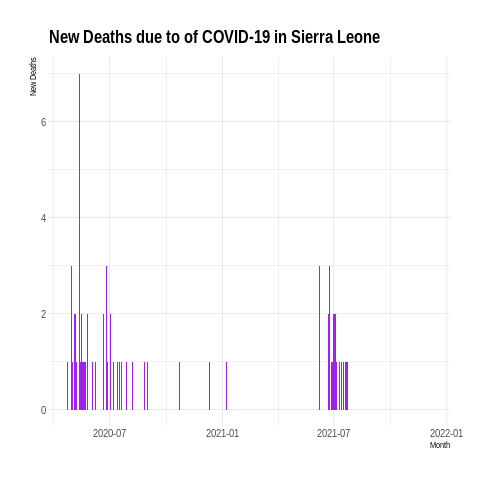 New Deaths due to of COVID-19 in Sierra Leone
New Deaths
6
4
2
0
2020-07 2021-01 2021-07 2022-01
Month